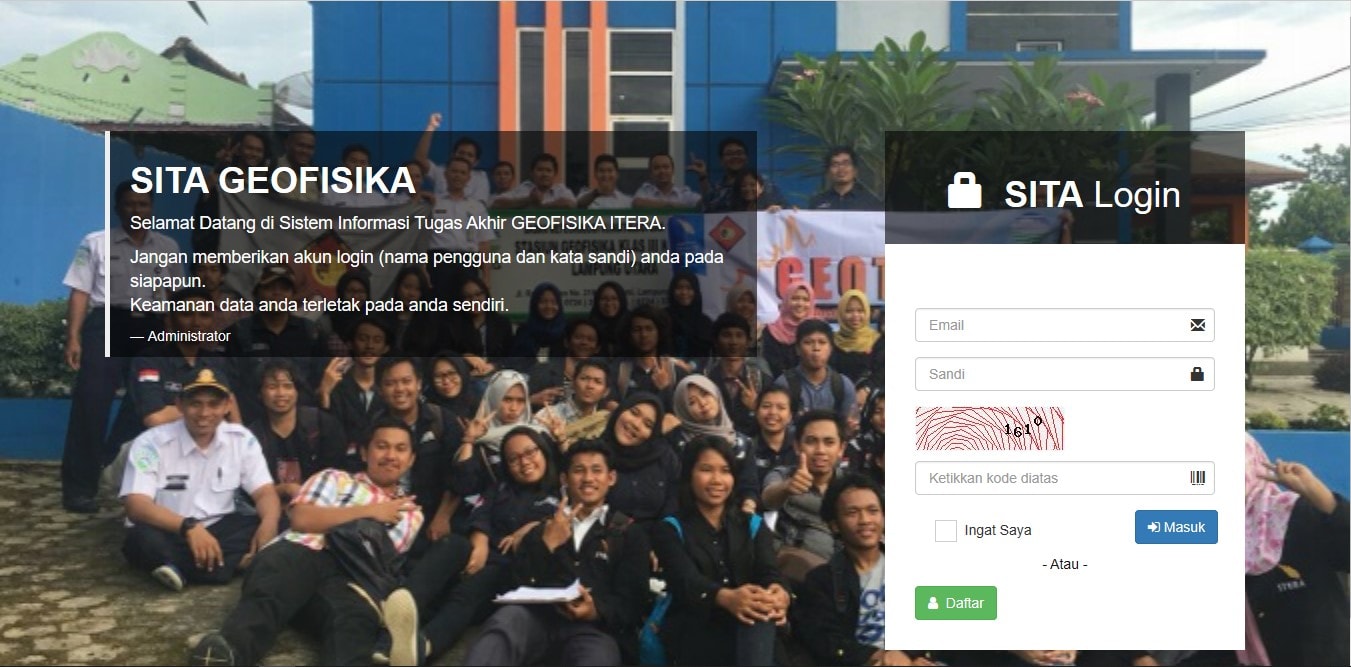 SITA GEOFISIKA
Selamat Datang di Sistem Informasi Tugas Akhir GEOFISIKA ITERA.
Jangan memberikan akun login (nama pengguna dan kata sandi) anda pada
siapapun.
Keamanan data anda terletak pada anda sendiri.
— Administrator
STASIUN GEOFISIKA KLAS III
LAMPUNG UTARA
GEOT
SITA Login
Email
Sandi
1610
Ketikkan kode diatas
Ingat Saya
Masuk
- Atau -
Daftar
ITERA